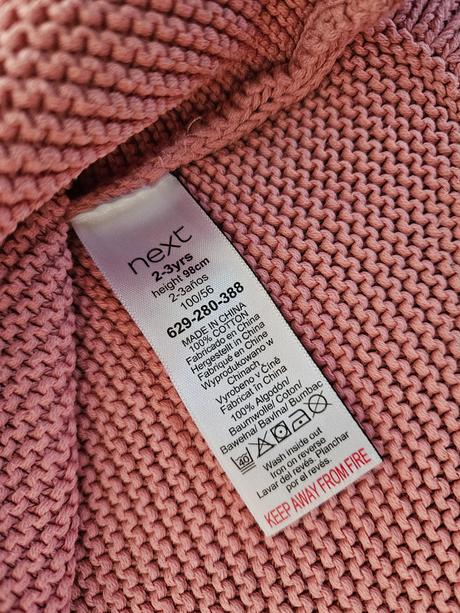 next
2-3yrs
height 98cm
2-3años
100/56
629-280-388
MADE IN CHINA
100% COTTON
Fabricado en China
Hergestellt in China
Fabriqué en Chine
Wyprodukowano w
Chinach
Vyrobeno v Číně
Fabricat în China
100% Algodón/
Baumwolle/ Coton/
Bawełna/ Bavlna/ Bumbac
40
Wash inside out
Iron on reverse
Lavar del revés. Planchar
por el revés.
KEEP AWAY FROM FIRE